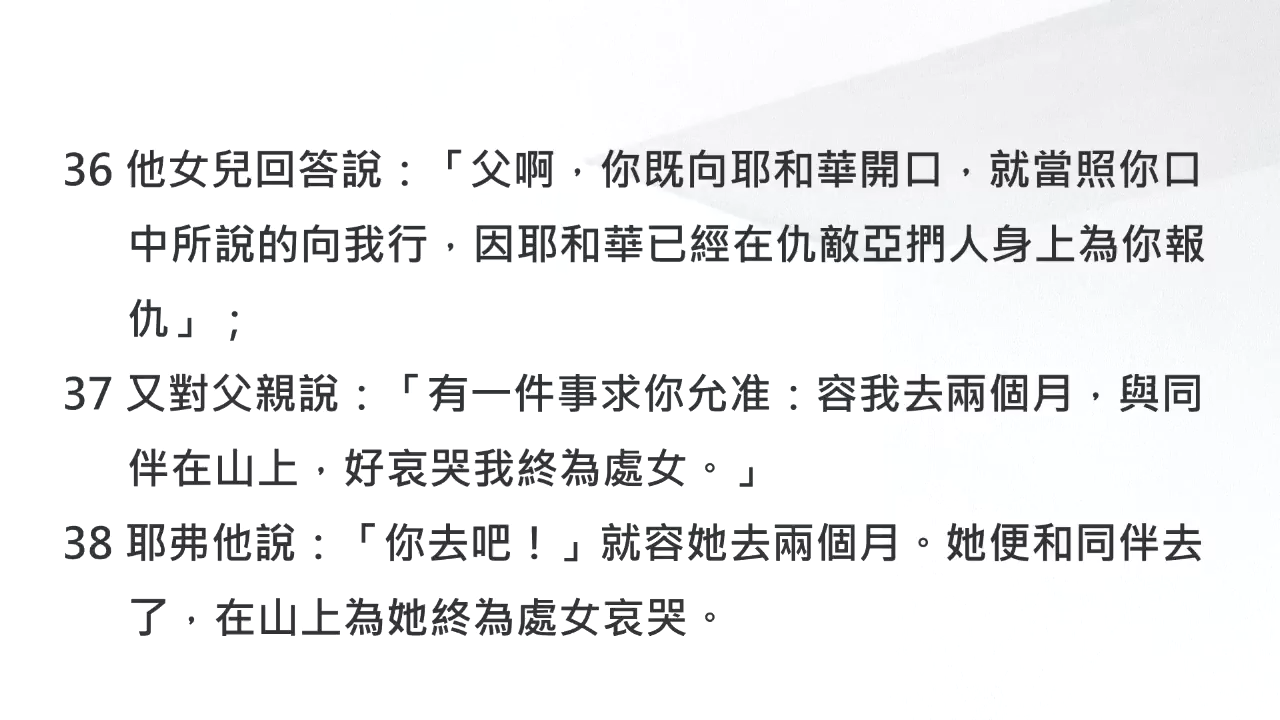 36 他女兒回答說：「父啊，你既向耶和華開口，就當照你口
中所說的向我行，因耶和華已經在仇敵亞捫人身上為你報
仇」；
37 又對父親說：「有一件事求你允准：容我去兩個月，與同
伴在山上，好哀哭我終為處女。」
38 耶弗他說：「你去吧！」就容她去兩個月。她便和同伴去
了，在山上為她終為處女哀哭。